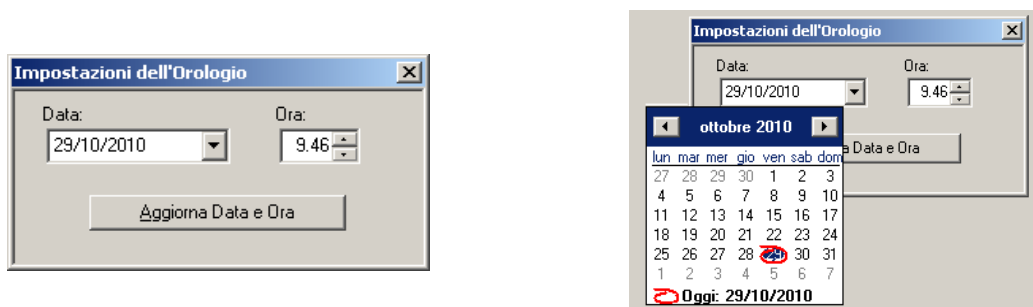 Impostazioni dell'Orologio
Data: Ora:
29/10/2010 9.46
Aggiorna Data e Ora
Impostazioni dell'Orologio
Data: Ora:
29/10/2010 9.46
a Data e Ora
ottobre 2010
lun mar mer gio ven sab dom
27 28 29 30 1 2 3
4 5 6 7 8 9 10
11 12 13 14 15 16 17
18 19 20 21 22 23 24
25 26 27 28 29 30 31
1 2 3 4 5 6 7
Oggi: 29/10/2010